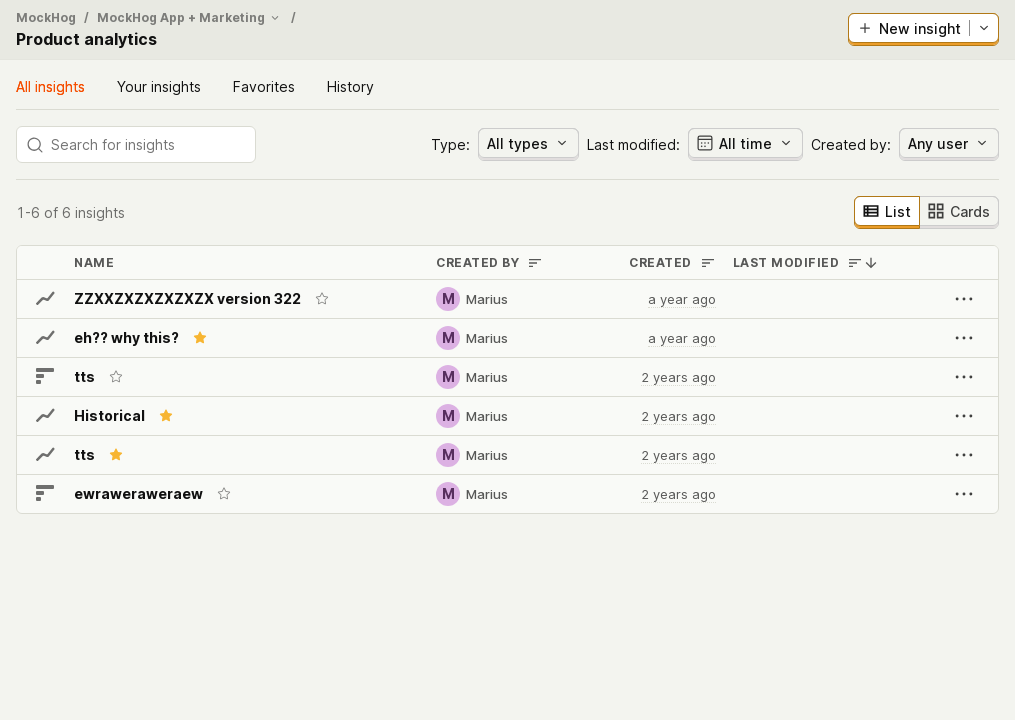 MockHog / MockHog App + Marketing /
Product analytics
New insight
All insights Your insights Favorites History
Search for insights Type: All types Last modified: All time Created by: Any user
1-6 of 6 insights List Cards
NAME CREATED BY CREATED LAST MODIFIED
ZZXXZXZXZXZXZX version 322 M Marius a year ago
eh?? why this? M Marius a year ago
tts M Marius 2 years ago
Historical M Marius 2 years ago
tts M Marius 2 years ago
ewraweraweraew M Marius 2 years ago